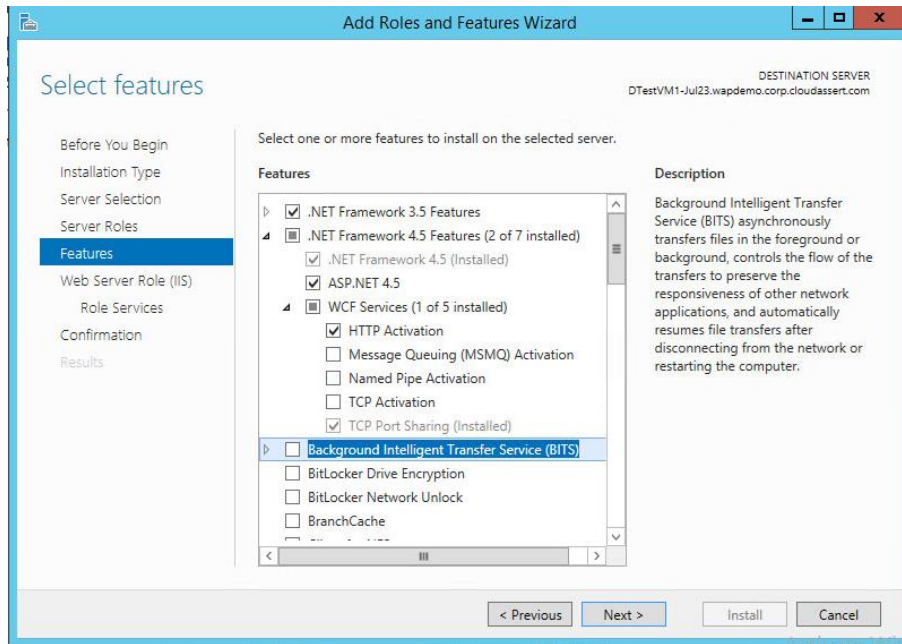 Add Roles and Features Wizard
Select features
DESTINATION SERVER
DTestVM1-Jul23.wapdemo.corp.cloudassert.com
Before You Begin
Installation Type
Server Selection
Server Roles
Features
Web Server Role (IIS)
Role Services
Confirmation
Results
Select one or more features to install on the selected server.
Features
.NET Framework 3.5 Features
.NET Framework 4.5 Features (2 of 7 installed)
.NET Framework 4.5 (Installed)
ASP.NET 4.5
WCF Services (1 of 5 installed)
HTTP Activation
Message Queuing (MSMQ) Activation
Named Pipe Activation
TCP Activation
TCP Port Sharing (Installed)
Background Intelligent Transfer Service (BITS)
BitLocker Drive Encryption
BitLocker Network Unlock
BranchCache
Description
Background Intelligent Transfer
Service (BITS) asynchronously
transfers files in the foreground or
background, controls the flow of the
transfers to preserve the
responsiveness of other network
applications, and automatically
resumes file transfers after
disconnecting from the network or
restarting the computer.
< Previous
Next >
Install
Cancel